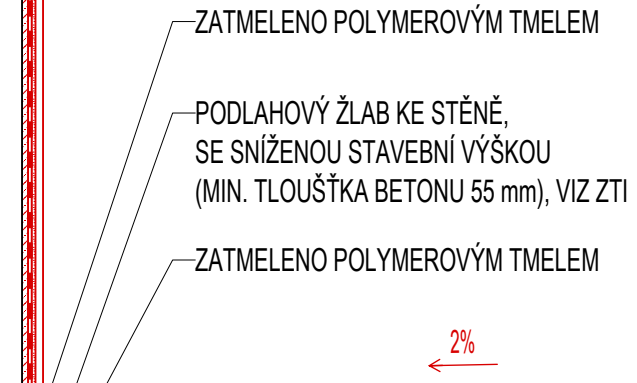 ZATMELENO POLYMEROVÝM TMELEM
PODLAHOVÝ ŽLAB KE STĚNĚ,
SE SNÍŽENOU STAVEBNÍ VÝŠKOU
(MIN. TLOUŠŤKA BETONU 55 mm), VIZ ZTI
ZATMELENO POLYMEROVÝM TMELEM
2%